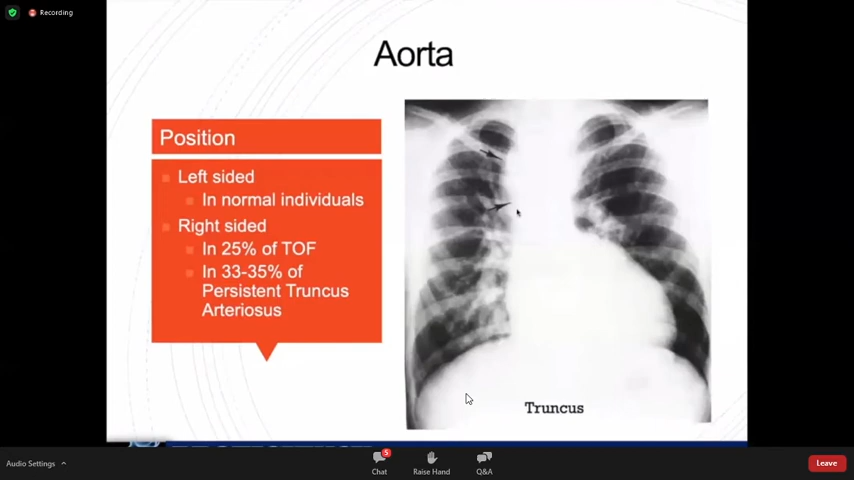 Recording
Aorta
Position
Left sided
In normal individuals
Right sided
In 25% of TOF
In 33-35% of
Persistent Truncus
Arteriosus
Truncus
Audio Settings
5
Chat
Raise Hand
Q&A
Leave